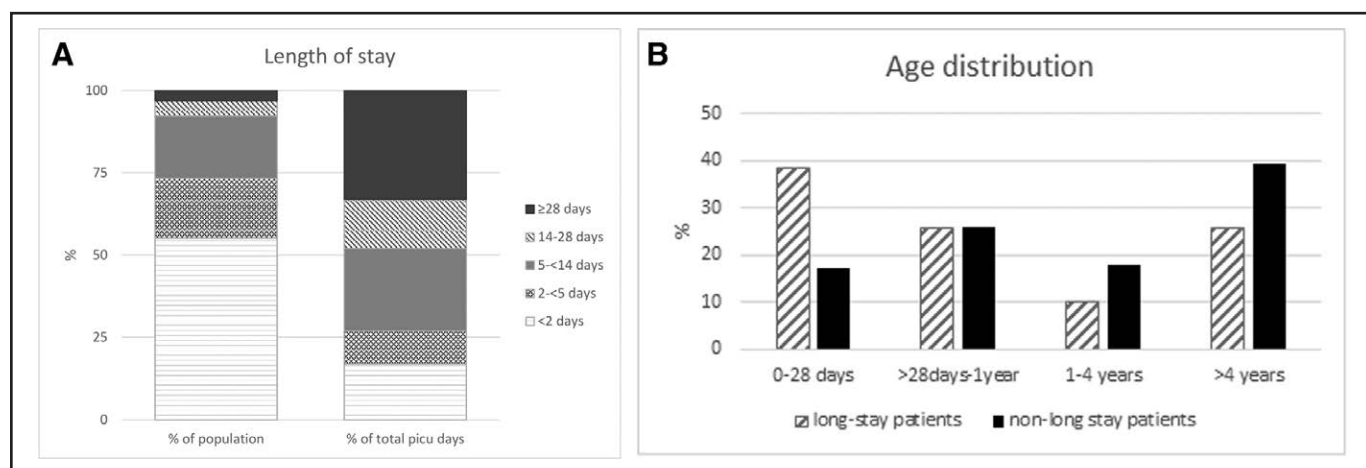 A
Length of stay
100
75
50
25
0
%
% of population
% of total picu days
≥28 days
14-28 days
5-<14 days
2-<5 days
<2 days
B
Age distribution
50
40
30
20
10
0
%
0-28 days
>28days-1year
1-4 years
>4 years
long-stay patients
non-long stay patients